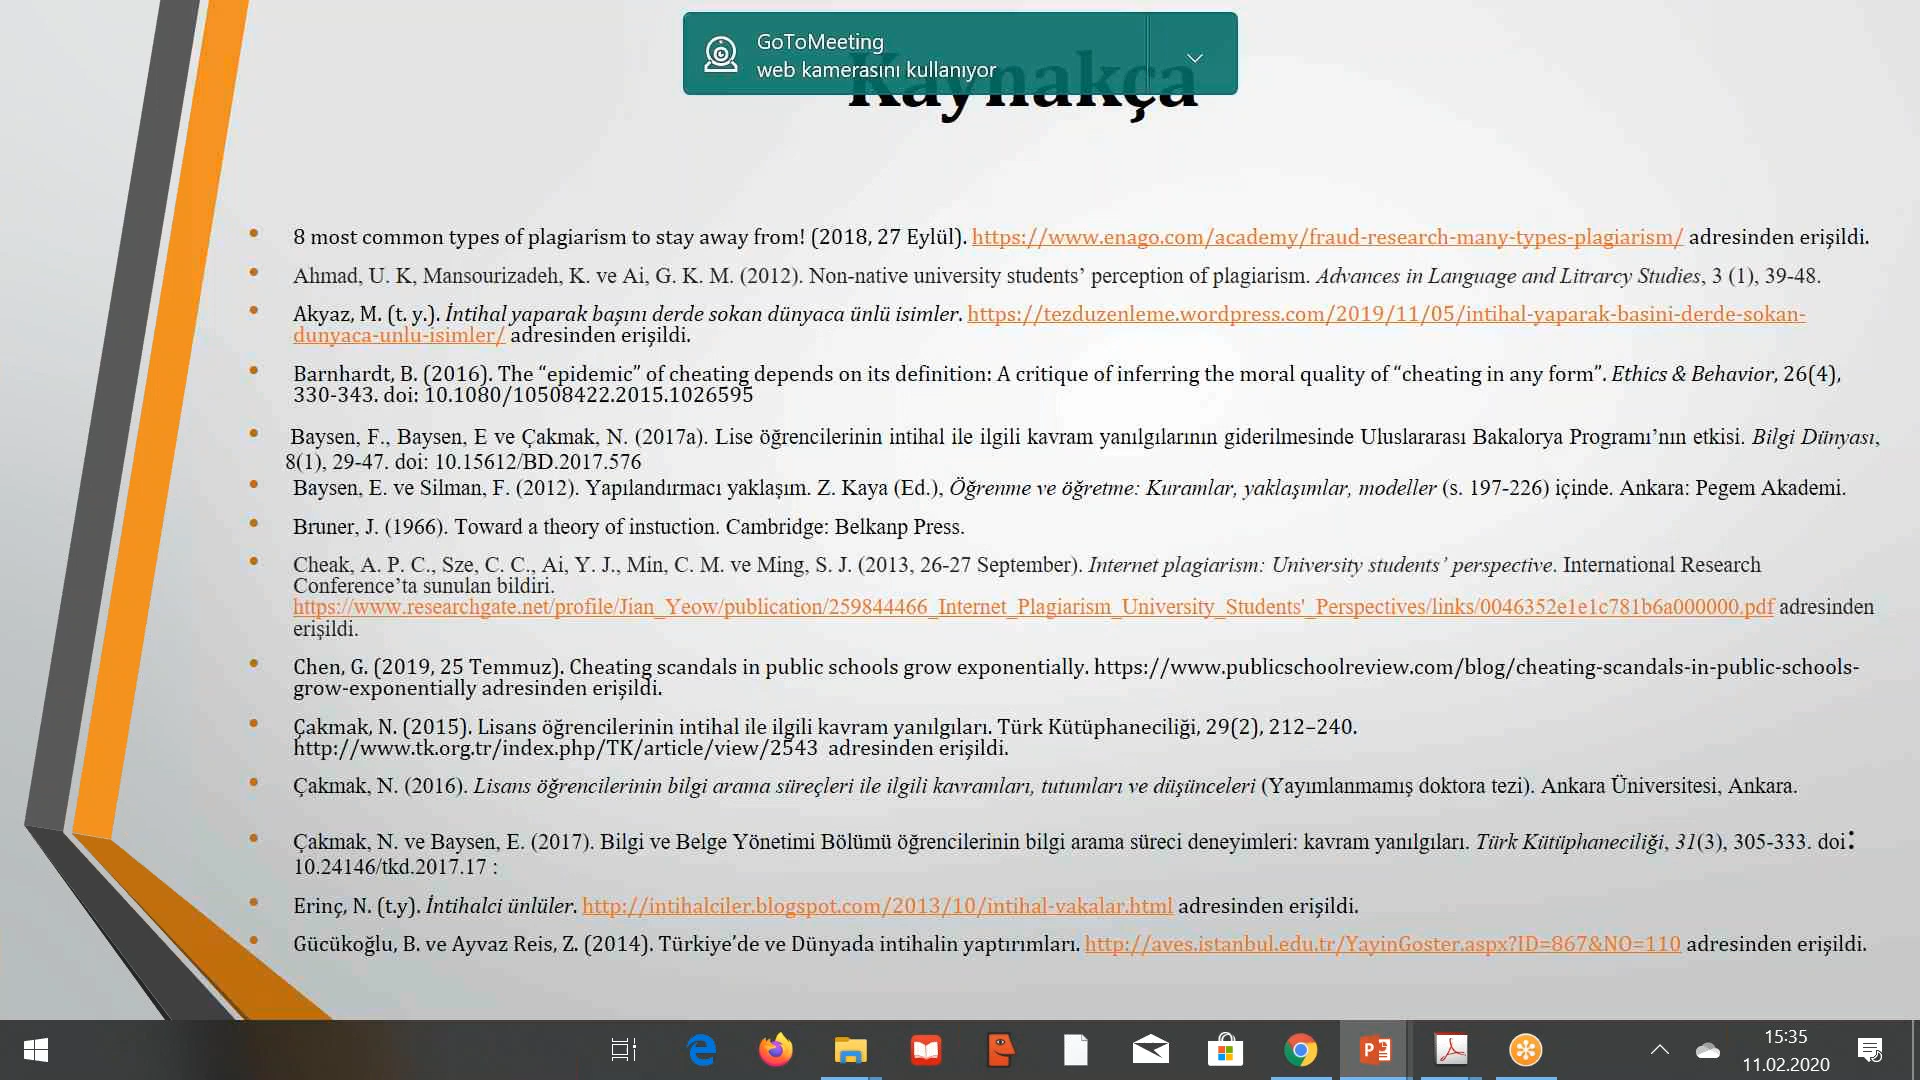 GoToMeeting
web kamerasını kullanıyor
Kaynakça
• 8 most common types of plagiarism to stay away from! (2018, 27 Eylül). https://www.enago.com/academy/fraud-research-many-types-plagiarism/ adresinden erişildi.
• Ahmad, U. K, Mansourizadeh, K. ve Ai, G. K. M. (2012). Non-native university students’ perception of plagiarism. Advances in Language and Litrarcy Studies, 3 (1), 39-48.
• Akyaz, M. (t. y.). İntihal yaparak başını derde sokan dünyaca ünlü isimler. https://tezduzenleme.wordpress.com/2019/11/05/intihal-yaparak-basini-derde-sokan-
dunyaca-unlu-isimler/ adresinden erişildi.
• Barnhardt, B. (2016). The “epidemic” of cheating depends on its definition: A critique of inferring the moral quality of “cheating in any form”. Ethics & Behavior, 26(4),
330-343. doi: 10.1080/10508422.2015.1026595
• Baysen, F., Baysen, E ve Çakmak, N. (2017a). Lise öğrencilerinin intihal ile ilgili kavram yanılgılarının giderilmesinde Uluslararası Bakalorya Programı’nın etkisi. Bilgi Dünyası,
8(1), 29-47. doi: 10.15612/BD.2017.576
• Baysen, E. ve Silman, F. (2012). Yapılandırmacı yaklaşım. Z. Kaya (Ed.), Öğrenme ve öğretme: Kuramlar, yaklaşımlar, modeller (s. 197-226) içinde. Ankara: Pegem Akademi.
• Bruner, J. (1966). Toward a theory of instuction. Cambridge: Belkanp Press.
• Cheak, A. P. C., Sze, C. C., Ai, Y. J., Min, C. M. ve Ming, S. J. (2013, 26-27 September). Internet plagiarism: University students’ perspective. International Research
Conference’ta sunulan bildiri.
https://www.researchgate.net/profile/Jian_Yeow/publication/259844466_Internet_Plagiarism_University_Students'_Perspectives/links/0046352e1e1c781b6a000000.pdf adresinden
erişildi.
• Chen, G. (2019, 25 Temmuz). Cheating scandals in public schools grow exponentially. https://www.publicschoolreview.com/blog/cheating-scandals-in-public-schools-
grow-exponentially adresinden erişildi.
• Çakmak, N. (2015). Lisans öğrencilerinin intihal ile ilgili kavram yanılgıları. Türk Kütüphaneciliği, 29(2), 212–240.
http://www.tk.org.tr/index.php/TK/article/view/2543 adresinden erişildi.
• Çakmak, N. (2016). Lisans öğrencilerinin bilgi arama süreçleri ile ilgili kavramları, tutumları ve düşünceleri (Yayımlanmamış doktora tezi). Ankara Üniversitesi, Ankara.
• Çakmak, N. ve Baysen, E. (2017). Bilgi ve Belge Yönetimi Bölümü öğrencilerinin bilgi arama süreci deneyimleri: kavram yanılgıları. Türk Kütüphaneciliği, 31(3), 305-333. doi:
10.24146/tkd.2017.17 :
• Erinç, N. (t.y). İntihalci ünlüler. http://intihalciler.blogspot.com/2013/10/intihal-vakalar.html adresinden erişildi.
• Gücükoğlu, B. ve Ayvaz Reis, Z. (2014). Türkiye’de ve Dünyada intihalin yaptırımları. http://aves.istanbul.edu.tr/YayinGoster.aspx?ID=867&NO=110 adresinden erişildi.
15:35
11.02.2020